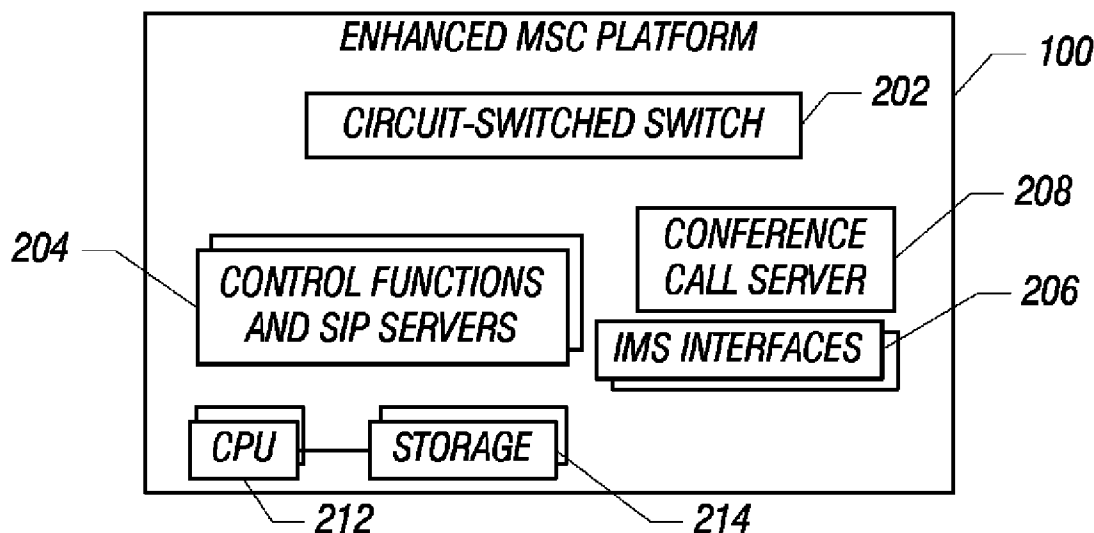 ENHANCED MSC PLATFORM
100
CIRCUIT-SWITCHED SWITCH
202
208
CONFERENCE
CALL SERVER
204
CONTROL FUNCTIONS
AND SIP SERVERS
206
IMS INTERFACES
CPU
STORAGE
212
214